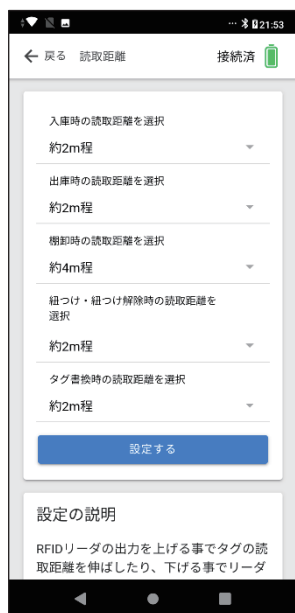 21:53
戻る 読取距離 接続済
入庫時の読取距離を選択
約2m程
出庫時の読取距離を選択
約2m程
棚卸時の読取距離を選択
約4m程
紐つけ・紐つけ解除時の読取距離を
選択
約2m程
タグ書換時の読取距離を選択
約2m程
設定する
設定の説明
RFIDリーダの出力を上げる事でタグの読
取距離を伸ばしたり、下げる事でリーダ